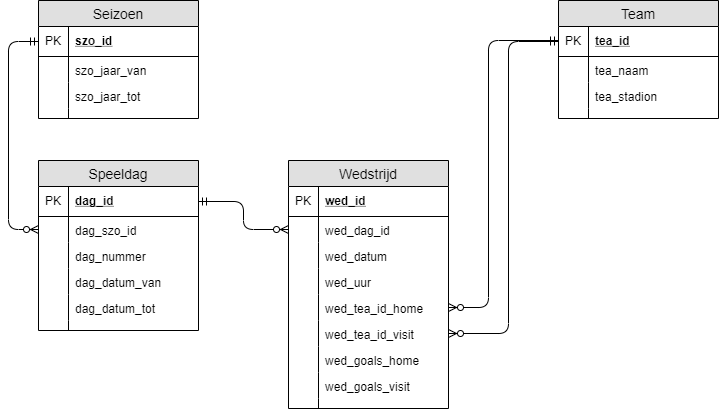 Seizoen
PK szo_id
szo_jaar_van
szo_jaar_tot
Team
PK tea_id
tea_naam
tea_stadion
Speeldag
PK dag_id
dag_szo_id
dag_nummer
dag_datum_van
dag_datum_tot
Wedstrijd
PK wed_id
wed_dag_id
wed_datum
wed_uur
wed_tea_id_home
wed_tea_id_visit
wed_goals_home
wed_goals_visit